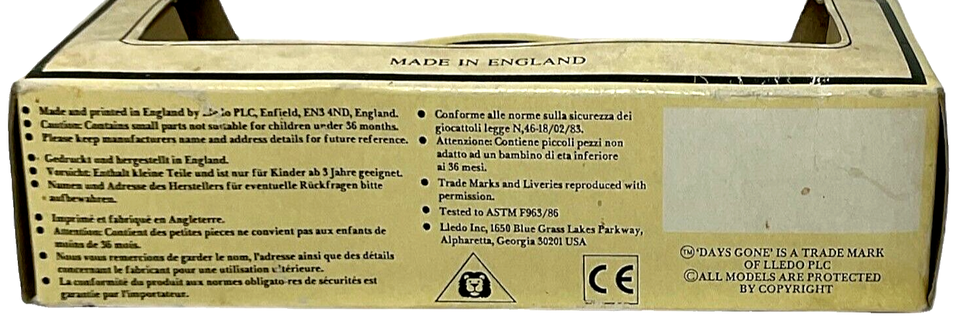 MADE IN ENGLAND
• Made and printed in England by Lledo PLC, Enfield, EN3 4ND, England.
• Caution: Contains small parts not suitable for children under 36 months.
• Please keep manufacturers name and address details for future reference.
• Gedruckt und hergestellt in England.
• Vorsicht: Enthält kleine Teile und ist nur für Kinder ab 3 Jahre geeignet.
• Namen und Adresse des Herstellers für eventuelle Rückfragen bitte
aufbewahren.
• Imprimé et fabriqué en Angleterre.
• Attention: Contient des petites pieces ne convient pas aux enfants de
moins de 36 mois.
• Nous vous remercions de garder le nom, l'adresse ainsi que des détails
concernant le fabricant pour une utilisation ultérieure.
• La conformité du produit aux normes obligato-res de sécurités est
garantie par l'importateur.
• Conforme alle norme sulla sicurezza dei
giocattoli legge N,46-18/02/83.
• Attenzione: Contiene piccoli pezzi non
adatto ad un bambino di eta inferiore
ai 36 mesi.
• Trade Marks and Liveries reproduced with
permission.
• Tested to ASTM F963/86
• Lledo Inc, 1650 Blue Grass Lakes Parkway,
Alpharetta, Georgia 30201 USA
CE
TM 'DAYS GONE' IS A TRADE MARK
OF LLEDO PLC
© ALL MODELS ARE PROTECTED
BY COPYRIGHT